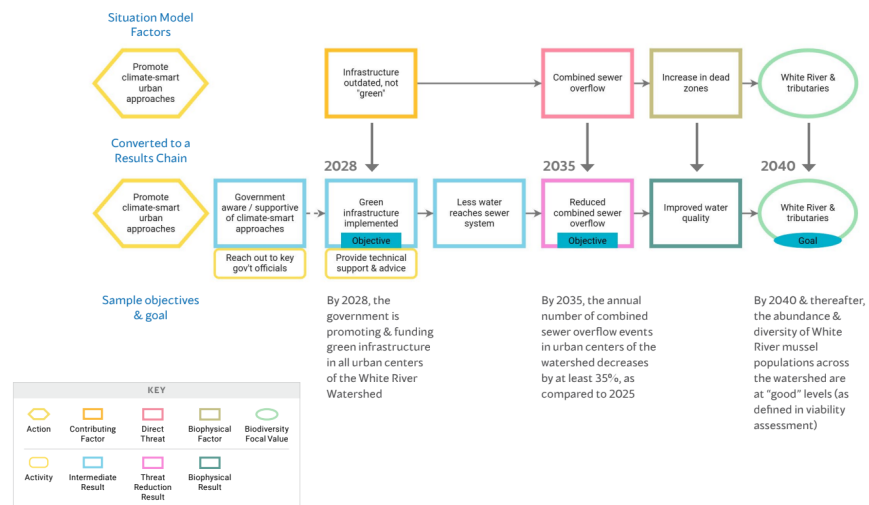 Situation Model
Factors
Promote
climate-smart
urban
approaches
Infrastructure
outdated, not
"green"
Combined sewer
overflow
Increase in dead
zones
White River &
tributaries
Converted to a
Results Chain
2028
2035
2040
Promote
climate-smart
urban
approaches
Government
aware / supportive
of climate-smart
approaches
Green
infrastructure
implemented
Objective
Less water
reaches sewer
system
Reduced
combined sewer
overflow
Objective
Improved water
quality
White River &
tributaries
Goal
Reach out to key
gov't officials
Provide technical
support & advice
Sample objectives
& goal
By 2028, the
government is
promoting & funding
green infrastructure
in all urban centers
of the White River
Watershed
By 2035, the annual
number of combined
sewer overflow events
in urban centers of the
watershed decreases
by at least 35%, as
compared to 2025
By 2040 & thereafter,
the abundance &
diversity of White
River mussel
populations across
the watershed are
at “good” levels (as
defined in viability
assessment)
KEY
Action
Contributing
Factor
Direct
Threat
Biophysical
Factor
Biodiversity
Focal Value
Activity
Intermediate
Result
Threat
Reduction
Result
Biophysical
Result